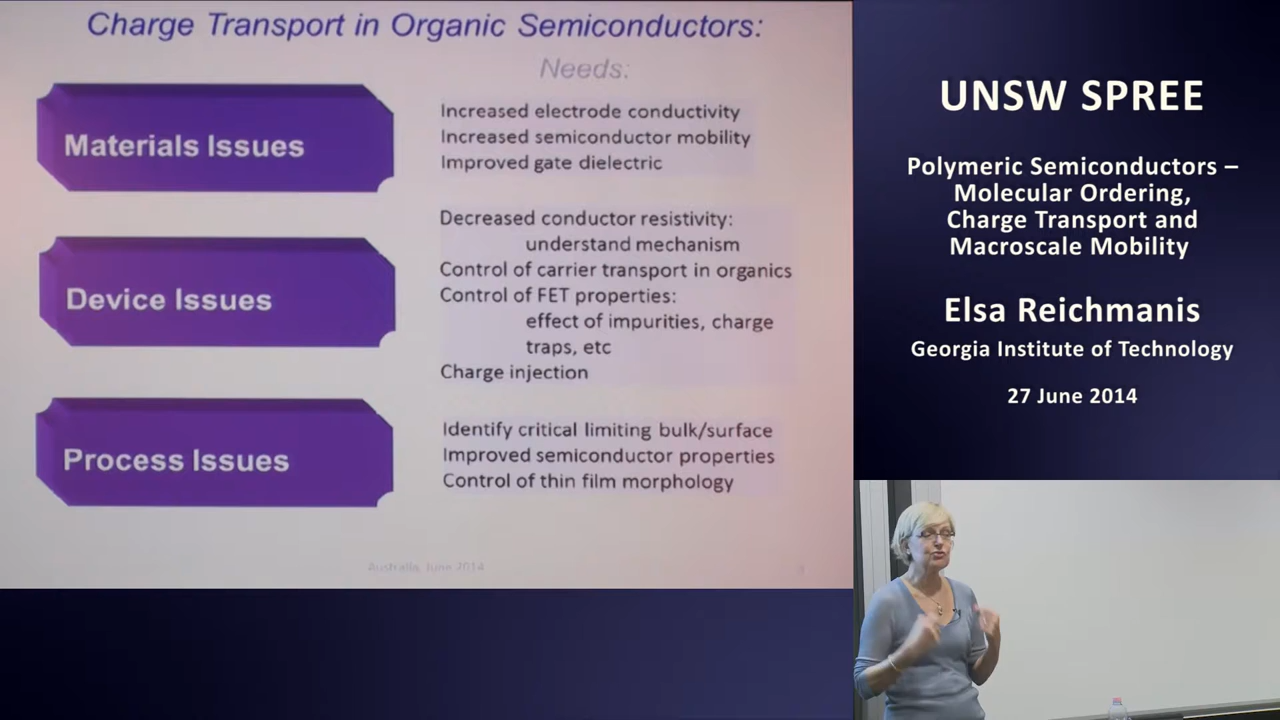 Charge Transport in Organic Semiconductors:
Needs:
Materials Issues
Increased electrode conductivity
Increased semiconductor mobility
Improved gate dielectric
Device Issues
Decreased conductor resistivity:
understand mechanism
Control of carrier transport in organics
Control of FET properties:
effect of impurities, charge
traps, etc
Charge injection
Process Issues
Identify critical limiting bulk/surface
Improved semiconductor properties
Control of thin film morphology
Australia, June 2014
UNSW SPREE
Polymeric Semiconductors –
Molecular Ordering,
Charge Transport and
Macroscale Mobility
Elsa Reichmanis
Georgia Institute of Technology
27 June 2014